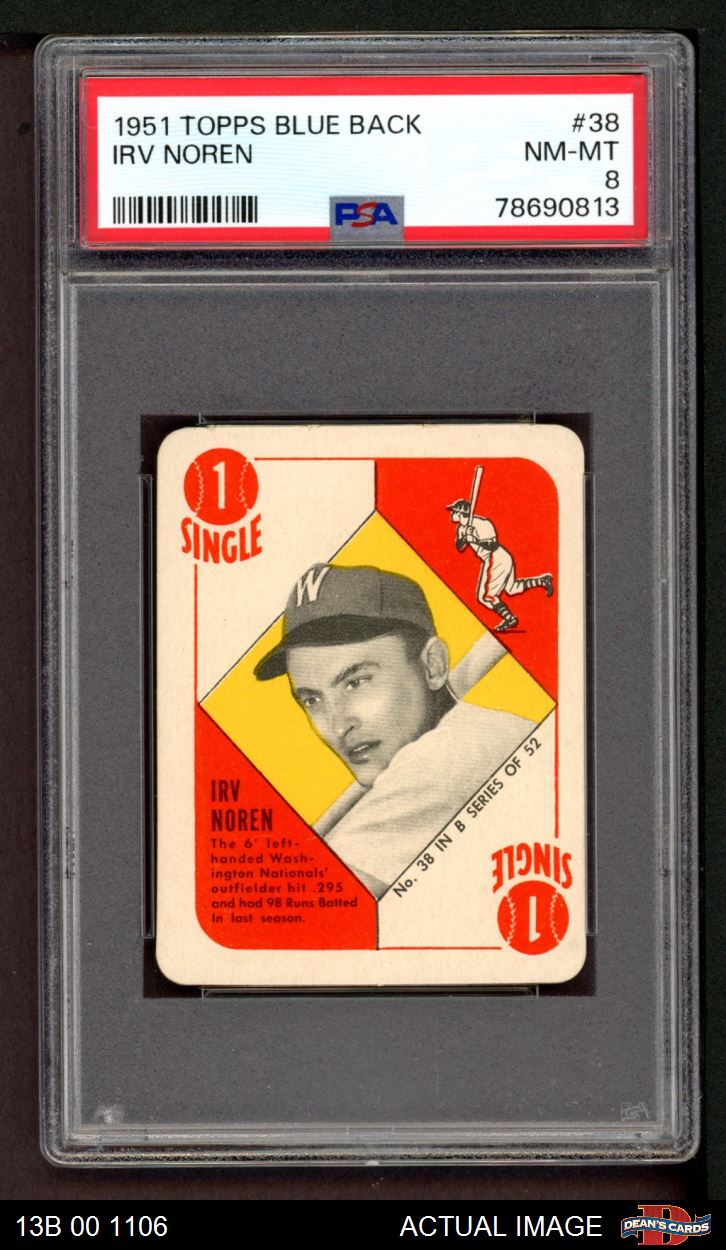 1951 TOPPS BLUE BACK #38
IRV NOREN NM-MT
8
PSA 78690813
1
SINGLE
W
IRV
NOREN
The 6' left-
handed Wash-
ington Nationals'
outfielder hit .295
and had 98 Runs Batted
In last season.
No. 38 IN B SERIES OF 52
SINGLE
1
PSA
13B 00 1106 ACTUAL IMAGE D DEAN'S CARDS